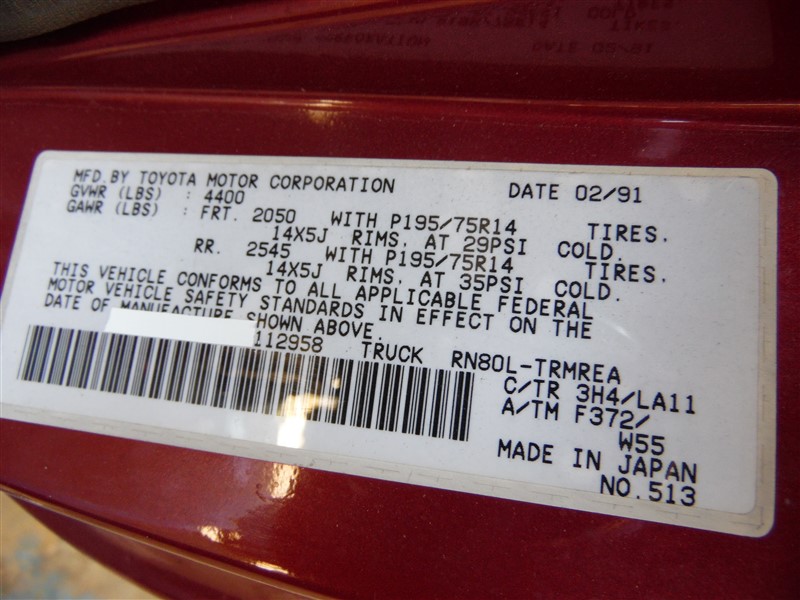 MFD. BY TOYOTA MOTOR CORPORATION DATE 02/91
GVWR (LBS) : 4400
GAWR (LBS) : FRT. 2050 WITH P195/75R14 TIRES,
14X5J RIMS, AT 29PSI COLD.
RR. 2545 WITH P195/75R14 TIRES,
14X5J RIMS, AT 35PSI COLD.
THIS VEHICLE CONFORMS TO ALL APPLICABLE FEDERAL
MOTOR VEHICLE SAFETY STANDARDS IN EFFECT ON THE
DATE OF MANUFACTURE SHOWN ABOVE.
112958 TRUCK RN80L-TRMREA
C/TR 3H4/LA11
A/TM F372/
W55
MADE IN JAPAN
NO.513